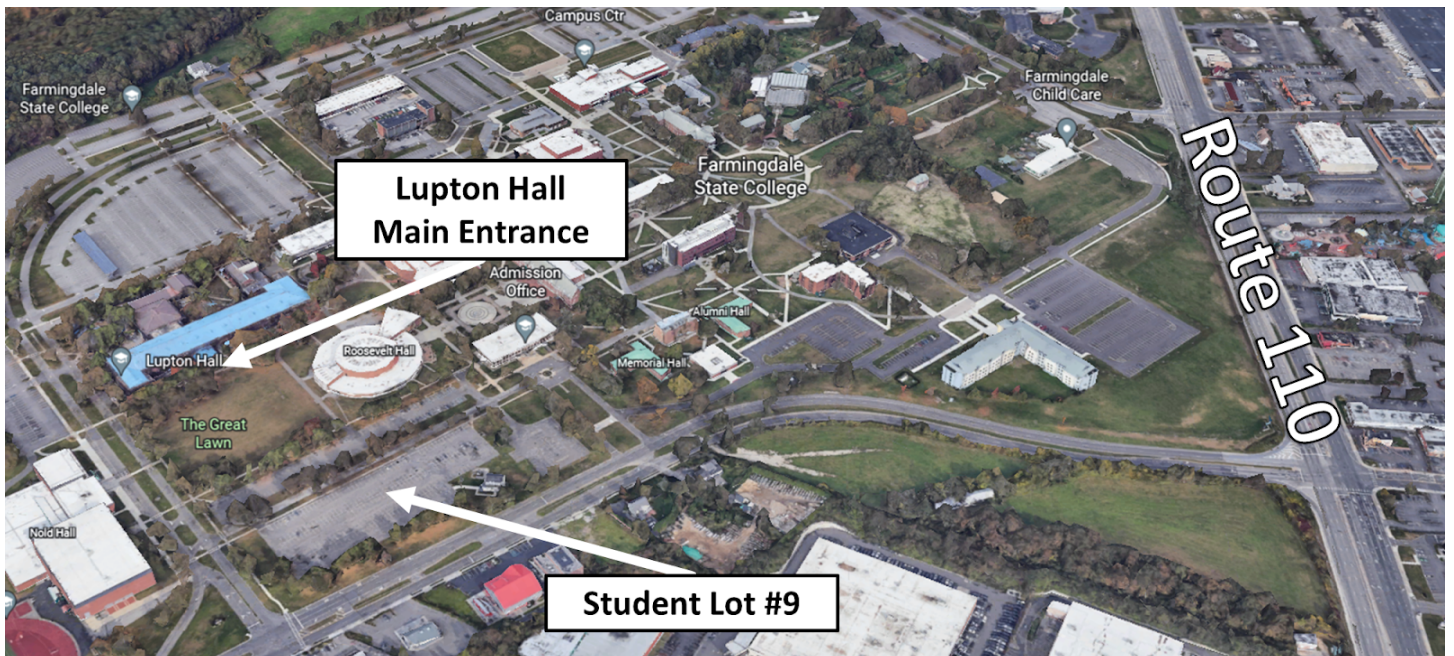 Campus Ctr
Farmingdale
State College
Farmingdale
Child Care
Route 110
Lupton Hall
Main Entrance
Farmingdale
State College
Admission
Office
Alumni Hall
Lupton Hall
Roosevelt Hall
Memorial Hall
The Great
Lawn
Nold Hall
Student Lot #9